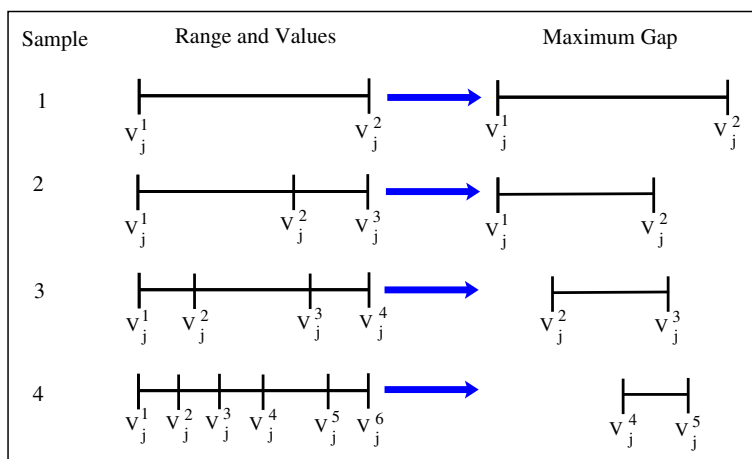 Sample Range and Values Maximum Gap
1
V_j^1 V_j^2 V_j^1 V_j^2
2
V_j^1 V_j^2 V_j^3 V_j^1 V_j^2
3
V_j^1 V_j^2 V_j^3 V_j^4 V_j^2 V_j^3
4
V_j^1 V_j^2 V_j^3 V_j^4 V_j^5 V_j^6 V_j^4 V_j^5